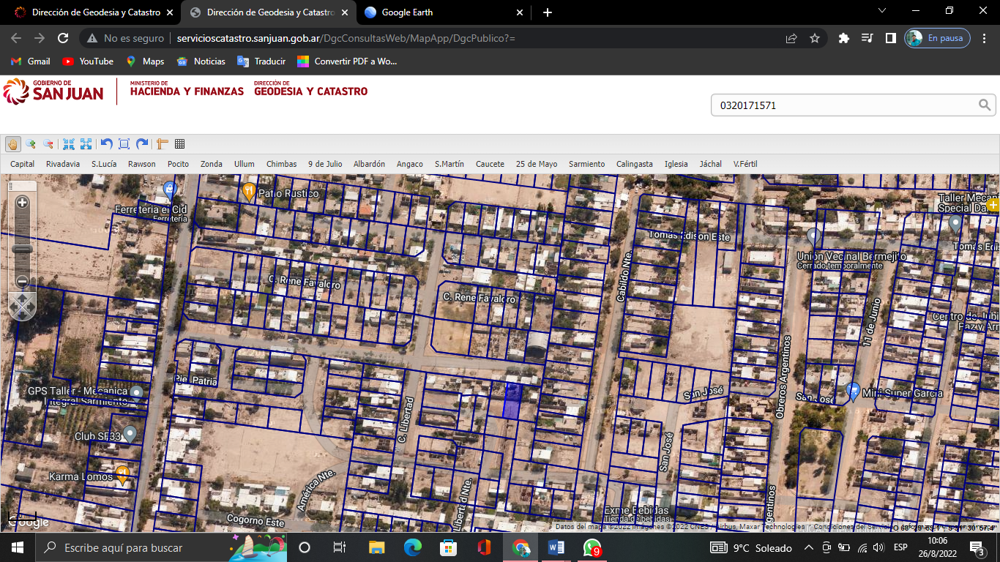 Dirección de Geodesia y Catastro
Dirección de Geodesia y Catastro
Google Earth
No es seguro
servicioscatastro.sanjuan.gob.ar/DgcConsultasWeb/MapApp/DgcPublico?=
En pausa
Gmail
YouTube
Maps
Noticias
Traducir
Convertir PDF a Wo...
GOBIERNO DE
SAN JUAN
MINISTERIO DE
HACIENDA Y FINANZAS
DIRECCIÓN DE
GEODESIA Y CATASTRO
0320171571
Capital Rivadavia S.Lucía Rawson Pocito Zonda Ullum Chimbas 9 de Julio Albardón Angaco S.Martín Caucete 25 de Mayo Sarmiento Calingasta Iglesia Jáchal V.Fértil
Patio Rustico
Ferreteria el Cid
Ferretería
Taller Mecan
Special Da
Tomás Edison Este
Tomás Edis
Union Vecinal Bermejito
Cerrado temporalmente
Cabildo Nte.
C. Rene Favaloro
C. Rene Favaloro
11 de Junio
Centro de Jubi
Paz y Arm
Obreros Argentinos
Pje. Patria
GPS Taller - Mecanica
Integral Sarmiento
San José
San José
Mini Super Garcia
C. Libertad
Club SF33
San José
Karma Lomos
América Nte.
Libertad Nte.
gentinos
Exme Bebidas
Tienda de bebidas
Cogorno Este
Google
Datos del mapa ©2022 Imágenes ©2022 CNES / Airbus, Maxar Technologies
Condiciones del Servicio
Escribe aquí para buscar
9
9°C Soleado
ESP
10:06
26/8/2022
3